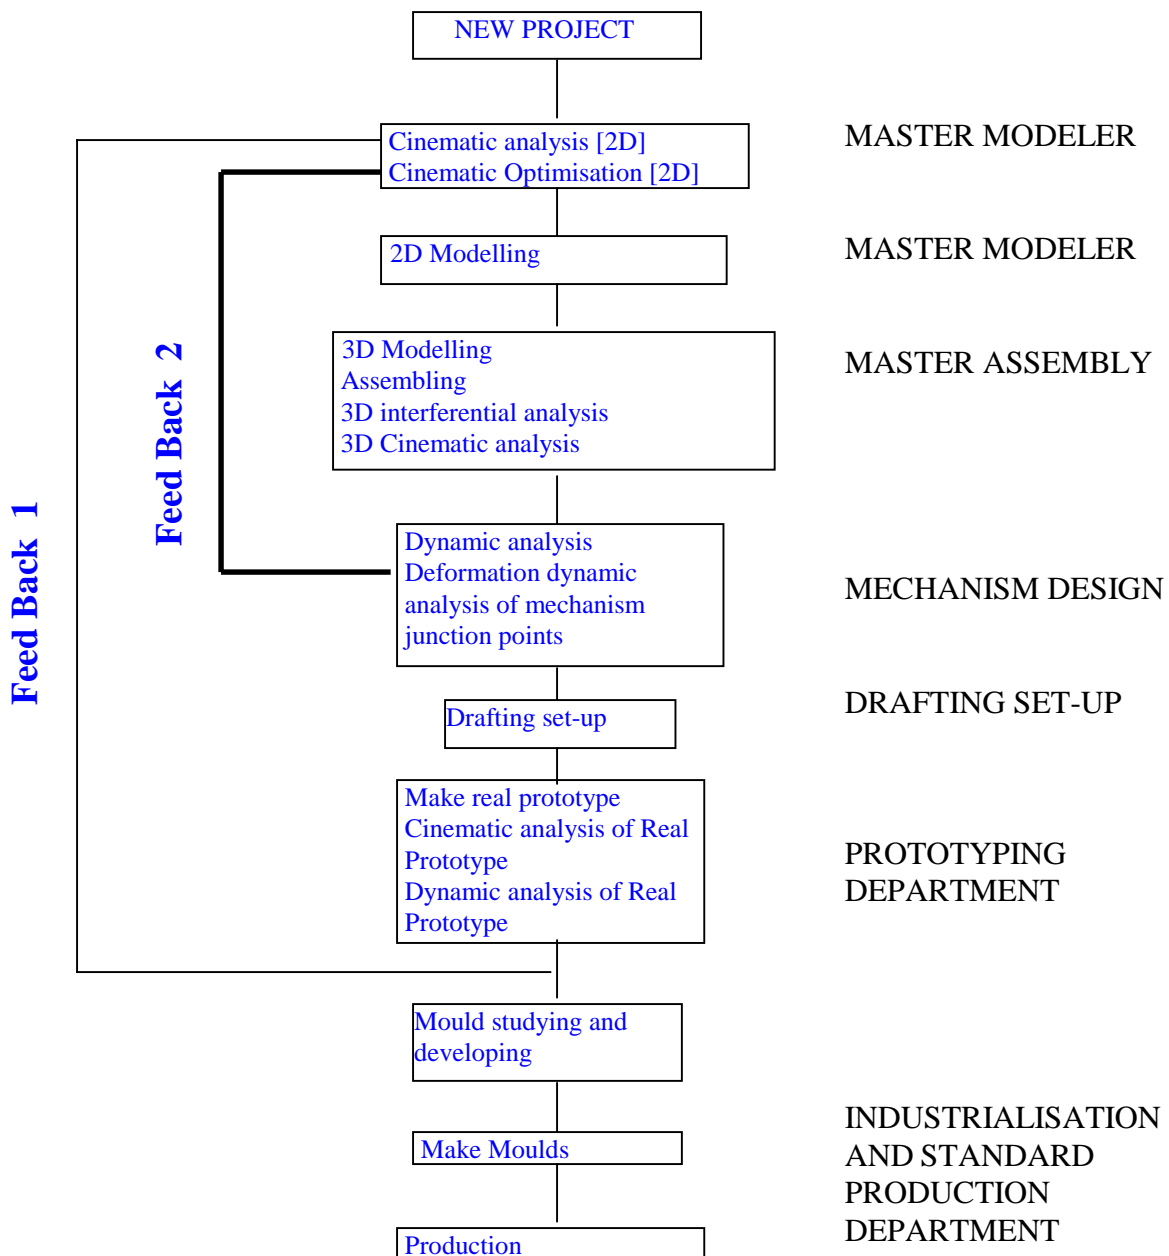 NEW PROJECT
Cinematic analysis [2D]
Cinematic Optimisation [2D]
MASTER MODELER
2D Modelling
MASTER MODELER
3D Modelling
Assembling
3D interferential analysis
3D Cinematic analysis
MASTER ASSEMBLY
Feed Back 2
Feed Back 1
Dynamic analysis
Deformation dynamic
analysis of mechanism
junction points
MECHANISM DESIGN
Drafting set-up
DRAFTING SET-UP
Make real prototype
Cinematic analysis of Real
Prototype
Dynamic analysis of Real
Prototype
PROTOTYPING
DEPARTMENT
Mould studying and
developing
Make Moulds
Production
INDUSTRIALISATION
AND STANDARD
PRODUCTION
DEPARTMENT